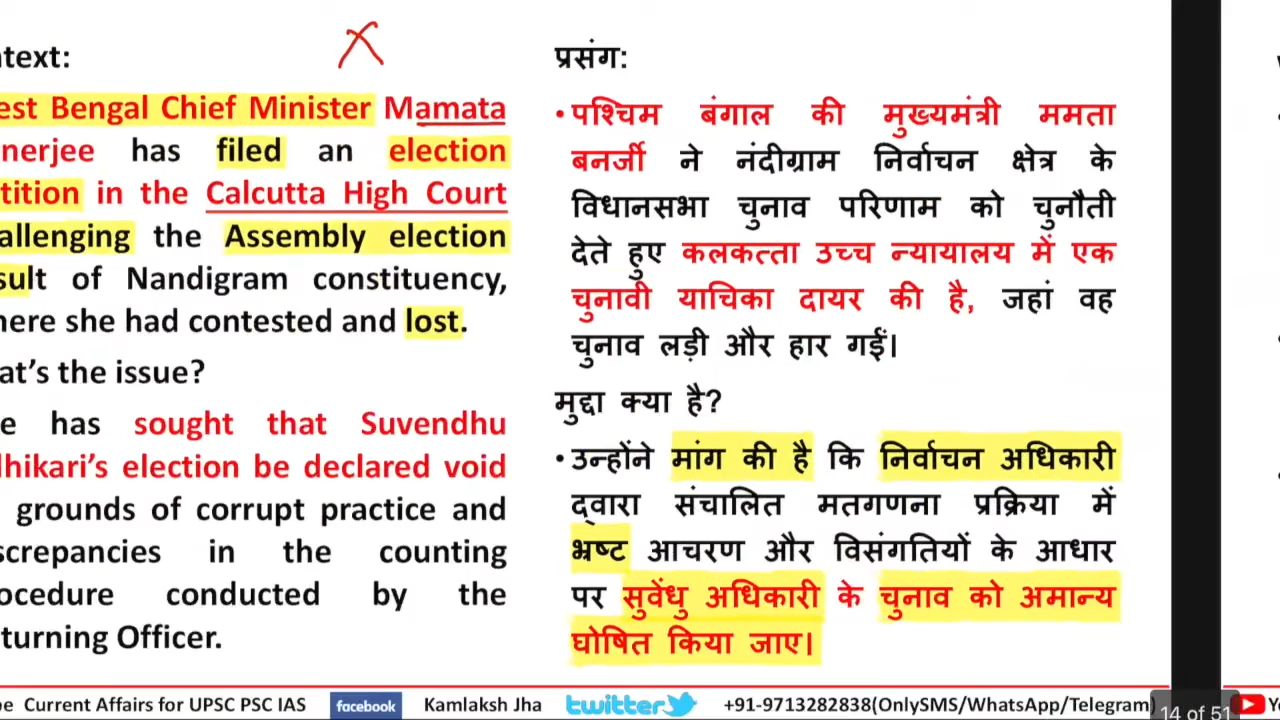 ntext:
est Bengal Chief Minister Mamata
nerjee has filed an election
tition in the Calcutta High Court
allenging the Assembly election
sult of Nandigram constituency,
here she had contested and lost.
at's the issue?
e has sought that Suvendhu
dhikari's election be declared void
grounds of corrupt practice and
screpancies in the counting
ocedure conducted by the
turning Officer.
प्रसंग:
• पश्चिम बंगाल की मुख्यमंत्री ममता
बनर्जी ने नंदीग्राम निर्वाचन क्षेत्र के
विधानसभा चुनाव परिणाम को चुनौती
देते हुए कलकत्ता उच्च न्यायालय में एक
चुनावी याचिका दायर की है, जहां वह
चुनाव लड़ी और हार गईं।
मुद्दा क्या है?
• उन्होंने मांग की है कि निर्वाचन अधिकारी
द्वारा संचालित मतगणना प्रक्रिया में
भ्रष्ट आचरण और विसंगतियों के आधार
पर सुवेंधु अधिकारी के चुनाव को अमान्य
घोषित किया जाए।
e Current Affairs for UPSC PSC IAS facebook Kamlaksh Jha twitter +91-9713282838(OnlySMS/WhatsApp/Telegram)
14 of 51